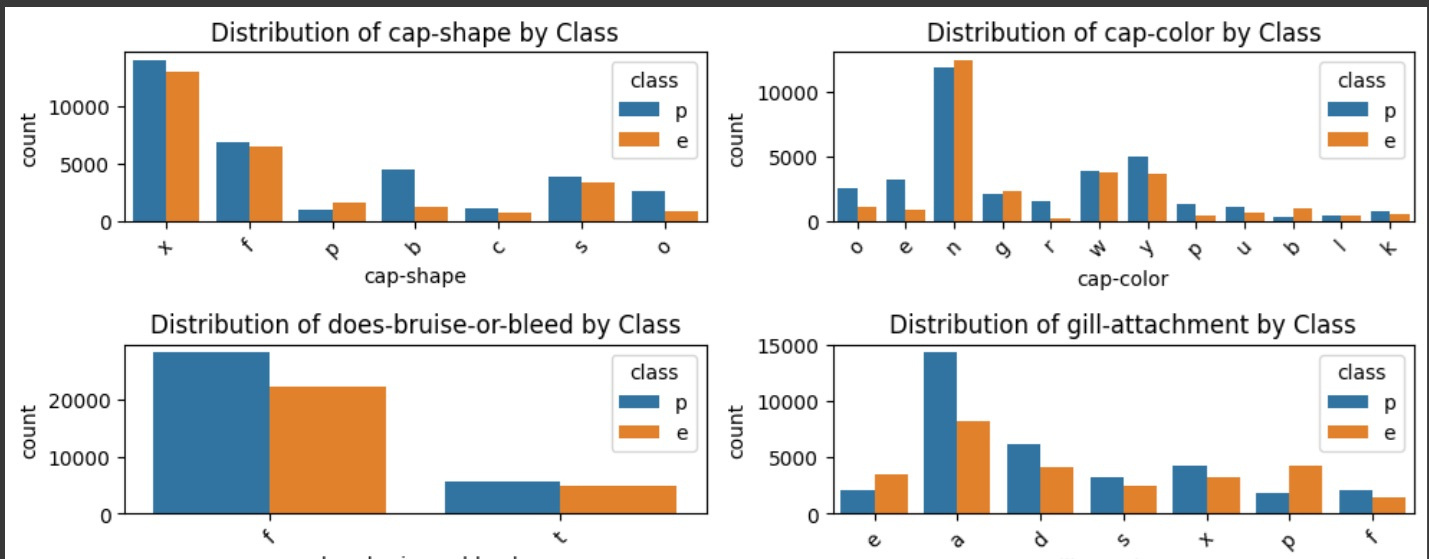 Distribution of cap-shape by Class
count
10000
5000
0
class
p
e
x f p b c s o
cap-shape
Distribution of cap-color by Class
count
10000
5000
0
class
p
e
o e n g r w y p u b l k
cap-color
Distribution of does-bruise-or-bleed by Class
count
20000
10000
0
class
p
e
f t
Distribution of gill-attachment by Class
count
15000
10000
5000
0
class
p
e
e a d s x p f